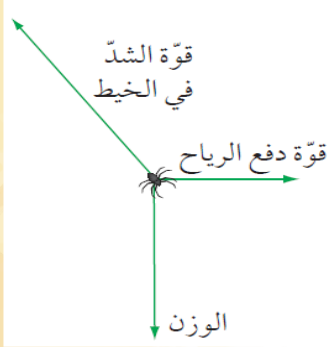 قوّة الشدّ
في الخيط
قوّة دفع الرياح
الوزن